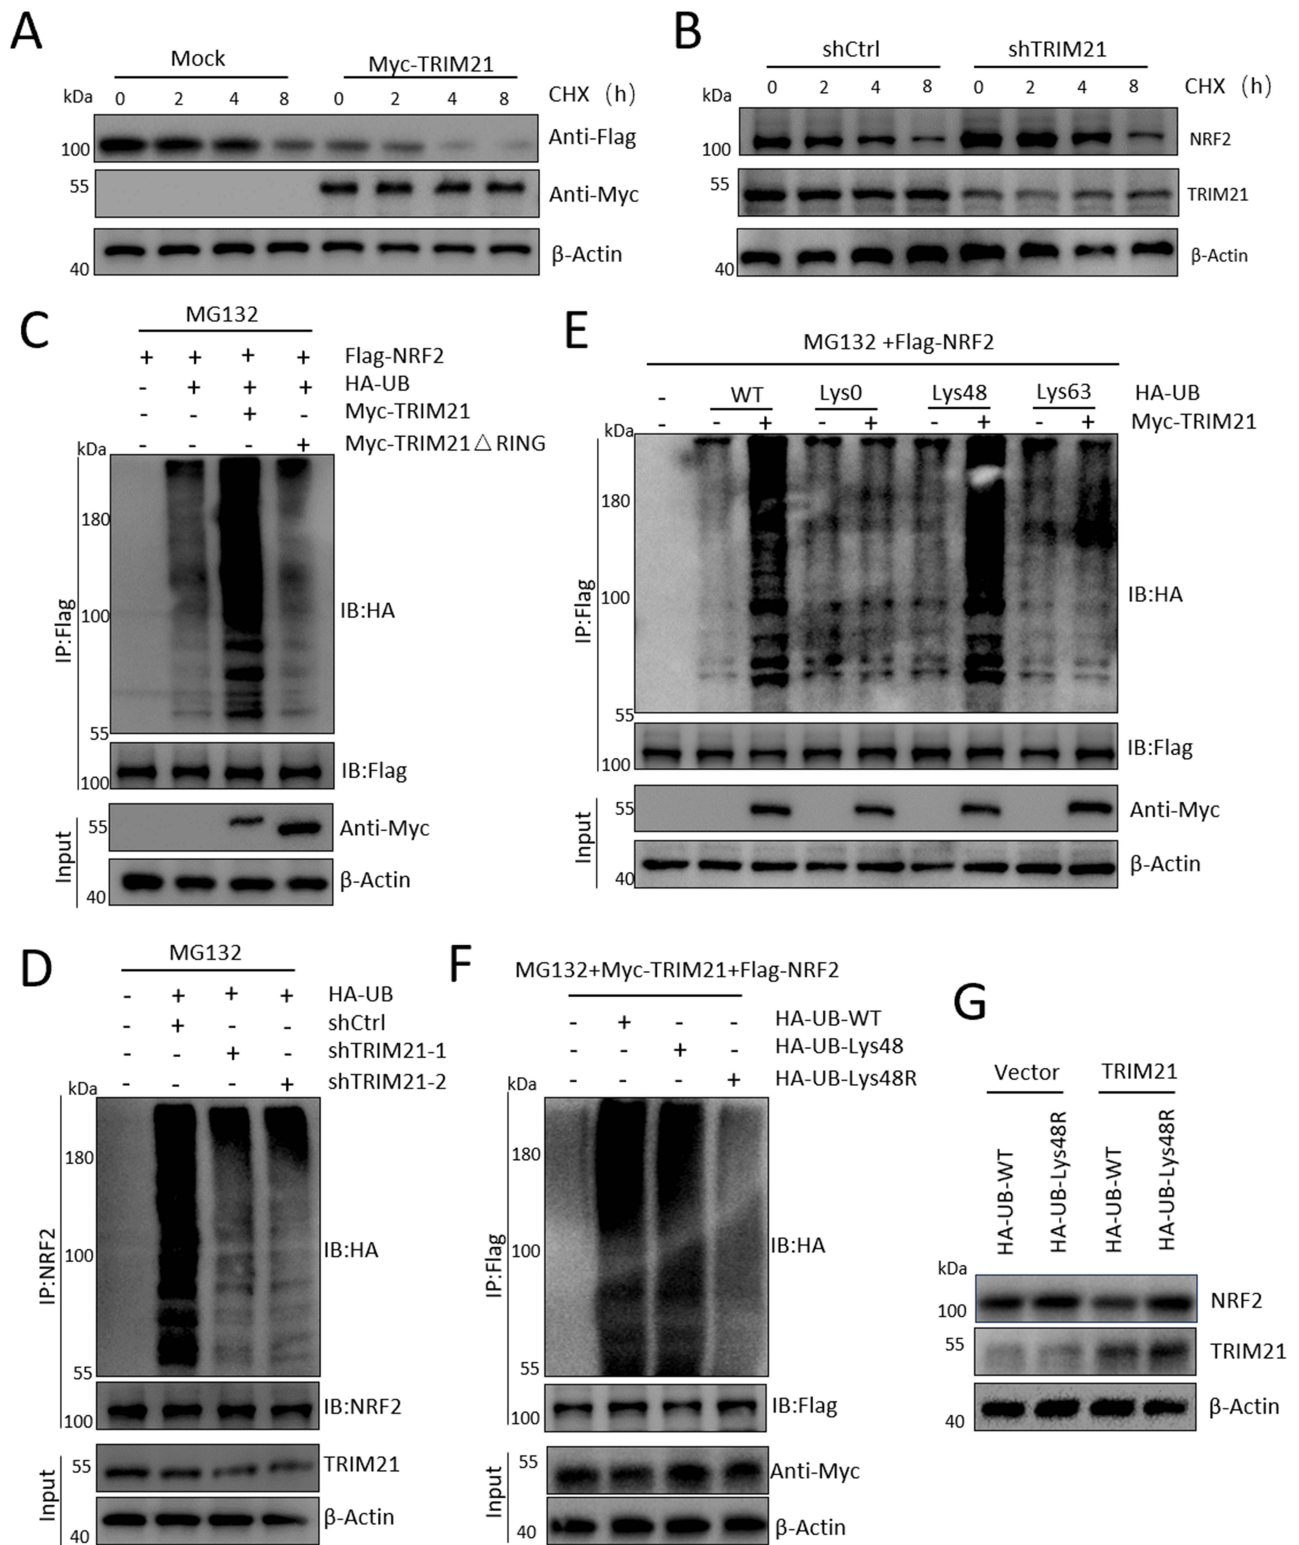 A
Mock
Myc-TRIM21
kDa
0 2 4 8 0 2 4 8 CHX (h)
100
Anti-Flag
55
Anti-Myc
40
β-Actin
B
shCtrl
shTRIM21
kDa
0 2 4 8 0 2 4 8 CHX (h)
100
NRF2
55
TRIM21
40
β-Actin
C
MG132
+ + + + Flag-NRF2
- + + + HA-UB
- - + - Myc-TRIM21
- - - + Myc-TRIM21△RING
kDa
180
100
55
IP:Flag
IB:HA
100
IB:Flag
55
Anti-Myc
Input
40
β-Actin
E
MG132 +Flag-NRF2
- WT Lys0 Lys48 Lys63 HA-UB
- - + - + - + - + Myc-TRIM21
kDa
180
100
55
IP:Flag
IB:HA
100
IB:Flag
55
Anti-Myc
Input
40
β-Actin
D
MG132
- + + + HA-UB
- + - - shCtrl
- - + - shTRIM21-1
- - - + shTRIM21-2
kDa
180
100
55
IP:NRF2
IB:HA
100
IB:NRF2
55
TRIM21
Input
40
β-Actin
F
MG132+Myc-TRIM21+Flag-NRF2
- + - - HA-UB-WT
- - + - HA-UB-Lys48
- - - + HA-UB-Lys48R
kDa
180
100
55
IP:Flag
IB:HA
100
IB:Flag
55
Anti-Myc
Input
40
β-Actin
G
Vector
TRIM21
HA-UB-WT
HA-UB-Lys48R
HA-UB-WT
HA-UB-Lys48R
kDa
100
NRF2
55
TRIM21
40
β-Actin